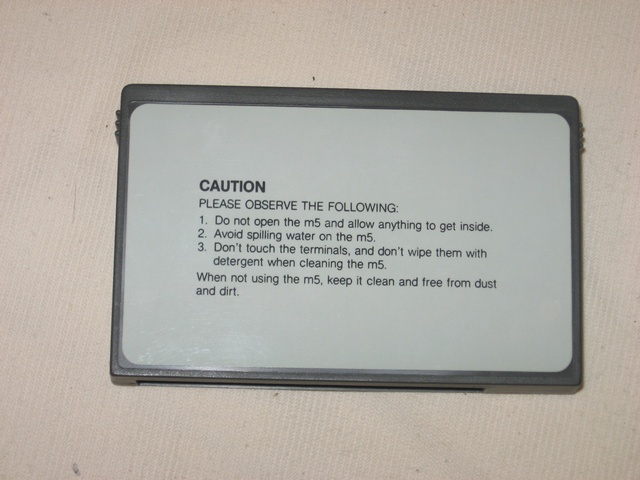 CAUTION
PLEASE OBSERVE THE FOLLOWING:
1. Do not open the m5 and allow anything to get inside.
2. Avoid spilling water on the m5.
3. Don't touch the terminals, and don't wipe them with
detergent when cleaning the m5.
When not using the m5, keep it clean and free from dust
and dirt.